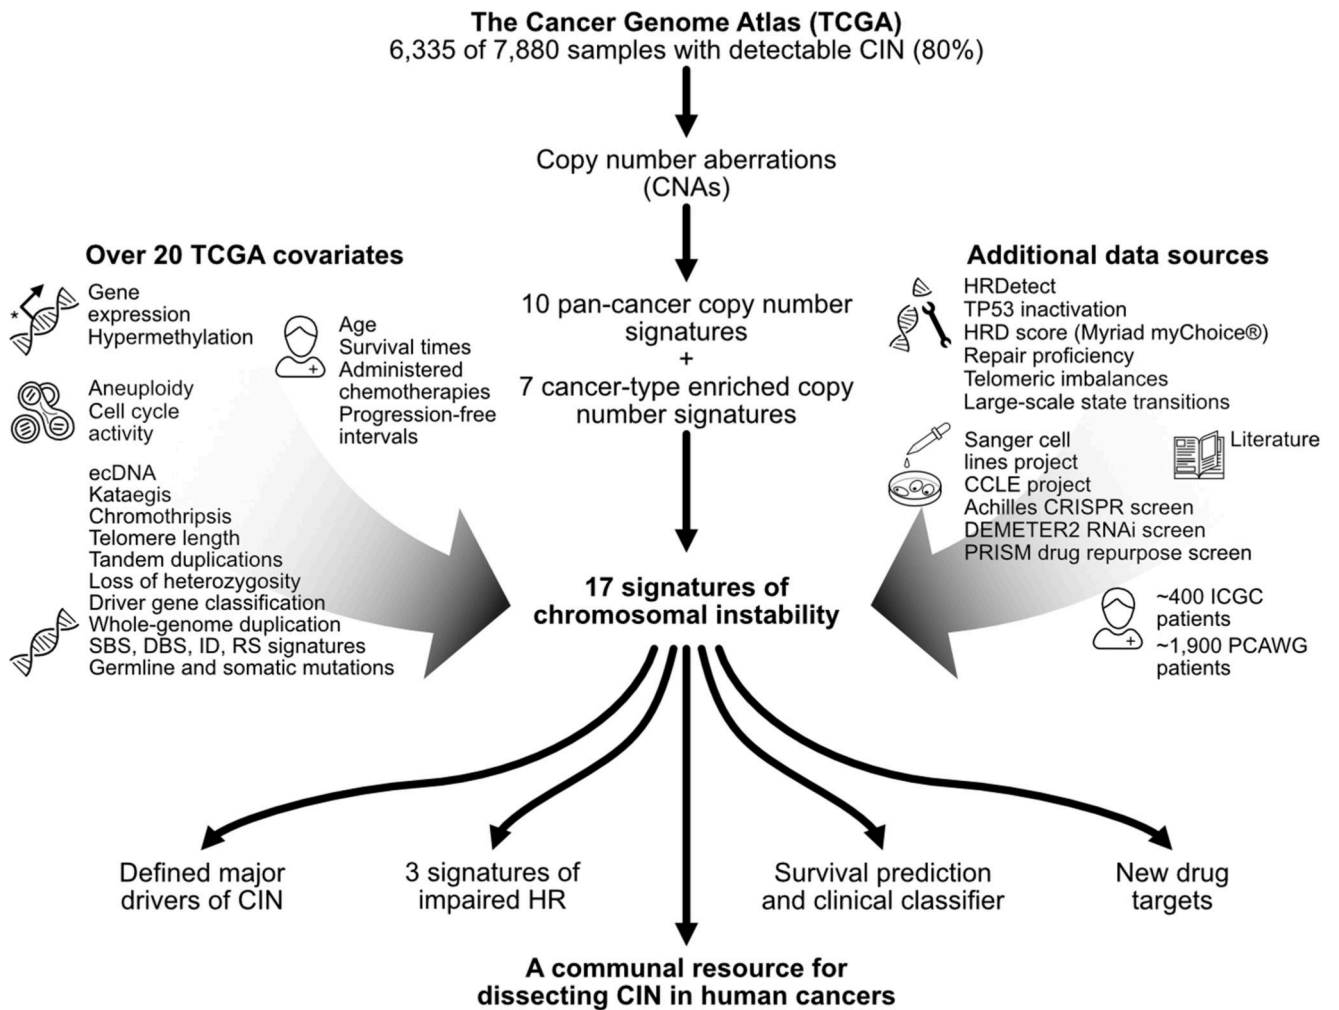 The Cancer Genome Atlas (TCGA)
6,335 of 7,880 samples with detectable CIN (80%)
Copy number aberrations
(CNAs)
10 pan-cancer copy number
signatures
+
7 cancer-type enriched copy
number signatures
Over 20 TCGA covariates
*
Gene
expression
Hypermethylation
Age
Survival times
Administered
chemotherapies
Progression-free
intervals
Aneuploidy
Cell cycle
activity
ecDNA
Kataegis
Chromothripsis
Telomere length
Tandem duplications
Loss of heterozygosity
Driver gene classification
Whole-genome duplication
SBS, DBS, ID, RS signatures
Germline and somatic mutations
Additional data sources
HRDetect
TP53 inactivation
HRD score (Myriad myChoice®)
Repair proficiency
Telomeric imbalances
Large-scale state transitions
Sanger cell
lines project
CCLE project
Achilles CRISPR screen
DEMETER2 RNAi screen
PRISM drug repurpose screen
Literature
~400 ICGC
patients
~1,900 PCAWG
patients
17 signatures of
chromosomal instability
Defined major
drivers of CIN
3 signatures of
impaired HR
Survival prediction
and clinical classifier
New drug
targets
A communal resource for
dissecting CIN in human cancers